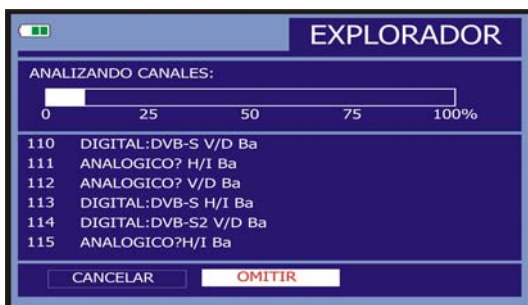 EXPLORADOR
ANALIZANDO CANALES:
0 25 50 75 100%
110 DIGITAL:DVB-S V/D Ba
111 ANALOGICO? H/I Ba
112 ANALOGICO? V/D Ba
113 DIGITAL:DVB-S H/I Ba
114 DIGITAL:DVB-S2 V/D Ba
115 ANALOGICO?H/I Ba
CANCELAR OMITIR